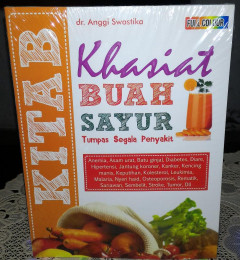 dr. Anggi Swastika
FULL COLOUR
KITAB
Khasiat
BUAH
SAYUR
Tumpas Segala Penyakit
Anemia, Asam urat, Batu ginjal, Diabetes, Diare,
Hipertensi, Jantung koroner, Kanker, Kencing
manis, Keputihan, Kolesterol, Leukimia,
Malaria, Nyeri haid, Osteoporosis, Rematik,
Sariawan, Sembelit, Stroke, Tumor, Dll